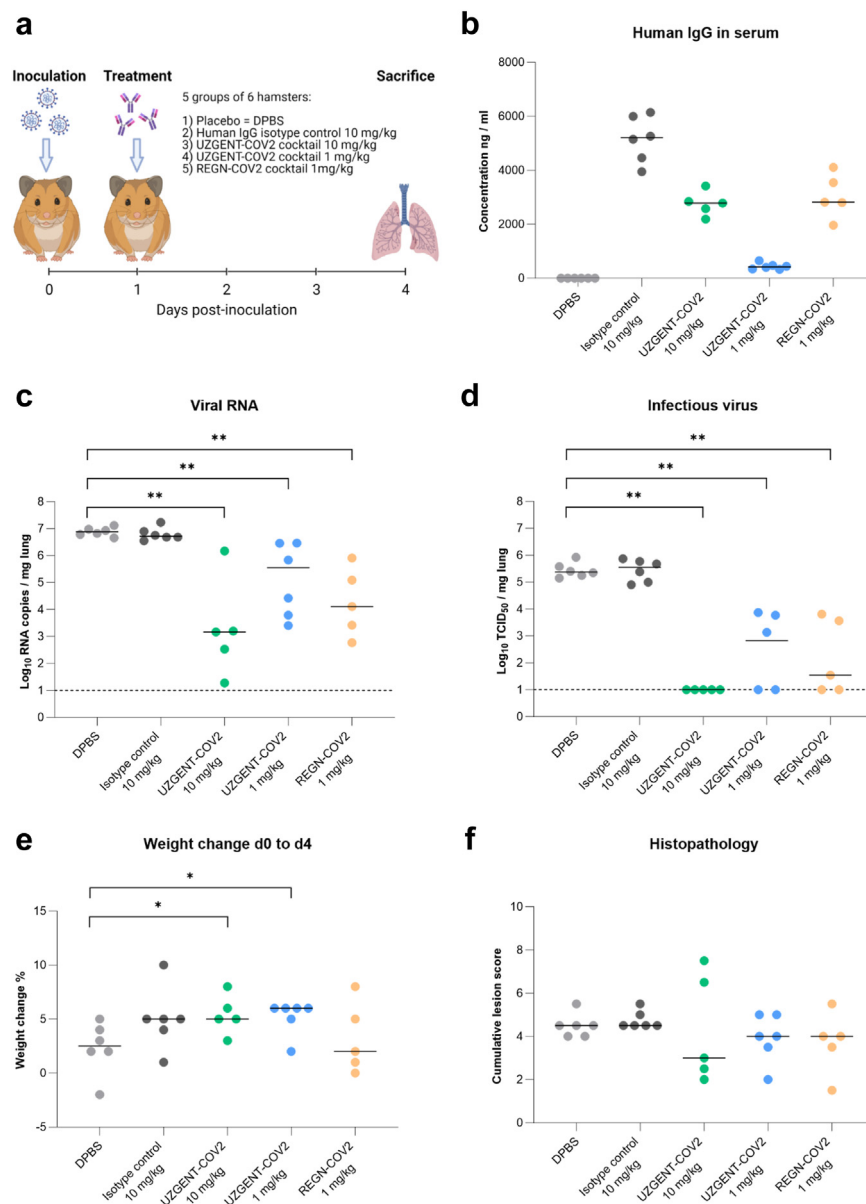 a
Inoculation
Treatment
Sacrifice
5 groups of 6 hamsters:
1) Placebo = DPBS
2) Human IgG isotype control 10 mg/kg
3) UZGENT-COV2 cocktail 10 mg/kg
4) UZGENT-COV2 cocktail 1 mg/kg
5) REGN-COV2 cocktail 1mg/kg
0
1
2
3
4
Days post-inoculation
b
Human IgG in serum
Concentration ng / ml
8000
6000
4000
2000
0
DPBS
Isotype control
10 mg/kg
UZGENT-COV2
10 mg/kg
UZGENT-COV2
1 mg/kg
REGN-COV2
1 mg/kg
c
Viral RNA
**
**
**
Log10 RNA copies / mg lung
8
7
6
5
4
3
2
1
0
DPBS
Isotype control
10 mg/kg
UZGENT-COV2
10 mg/kg
UZGENT-COV2
1 mg/kg
REGN-COV2
1 mg/kg
d
Infectious virus
**
**
**
Log10 TCID50 / mg lung
8
7
6
5
4
3
2
1
0
DPBS
Isotype control
10 mg/kg
UZGENT-COV2
10 mg/kg
UZGENT-COV2
1 mg/kg
REGN-COV2
1 mg/kg
e
Weight change d0 to d4
*
*
Weight change %
15
10
5
0
-5
DPBS
Isotype control
10 mg/kg
UZGENT-COV2
10 mg/kg
UZGENT-COV2
1 mg/kg
REGN-COV2
1 mg/kg
f
Histopathology
Cumulative lesion score
10
8
6
4
2
0
DPBS
Isotype control
10 mg/kg
UZGENT-COV2
10 mg/kg
UZGENT-COV2
1 mg/kg
REGN-COV2
1 mg/kg